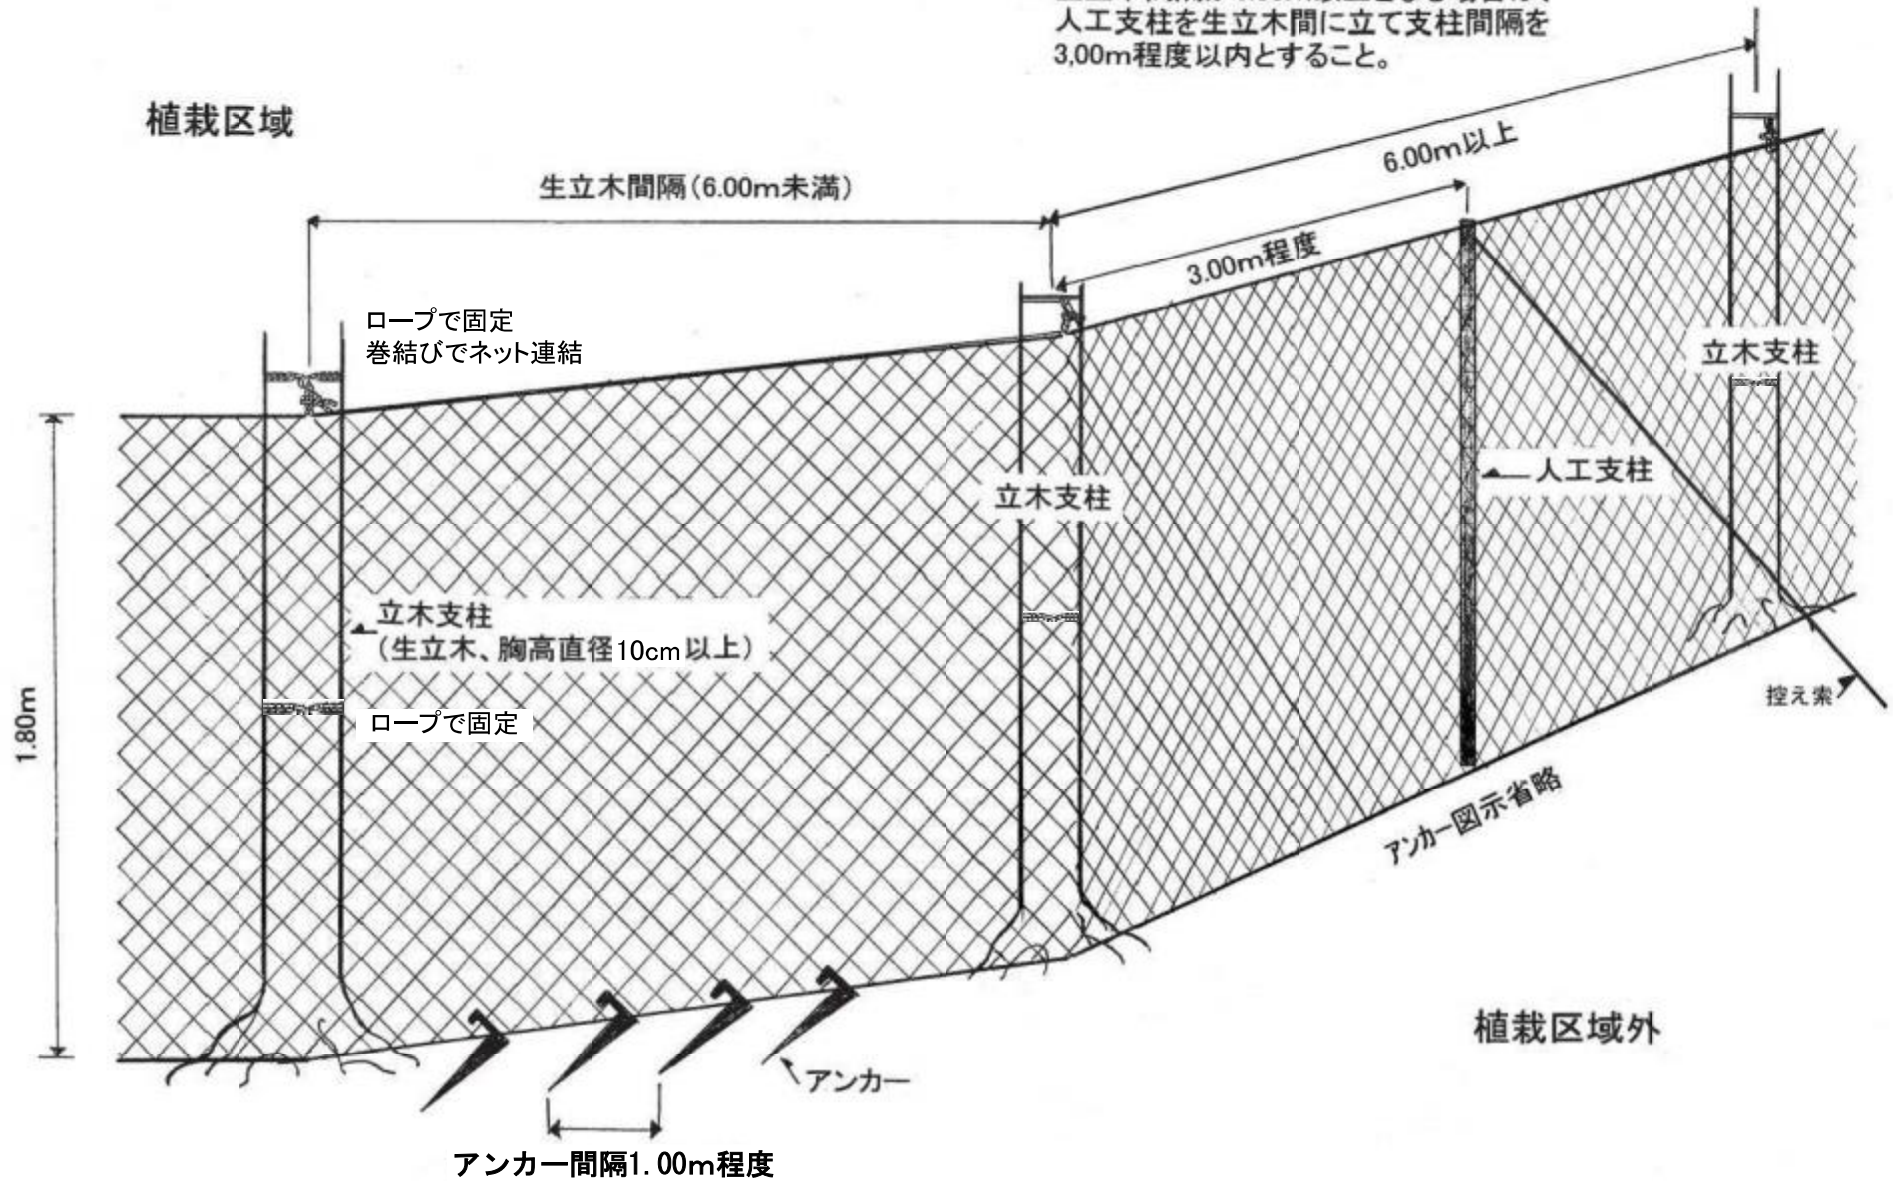 人工支柱を生立木間に立て支柱間隔を
3,00m程度以内とすること。
植栽区域
生立木間隔(6.00m未満)
6.00m以上
3.00m程度
ロープで固定
巻結びでネット連結
立木支柱
人工支柱
立木支柱
立木支柱
(生立木、胸高直径10cm以上)
ロープで固定
1.80m
控え索
アンカー図示省略
植栽区域外
アンカー
アンカー間隔1.00m程度